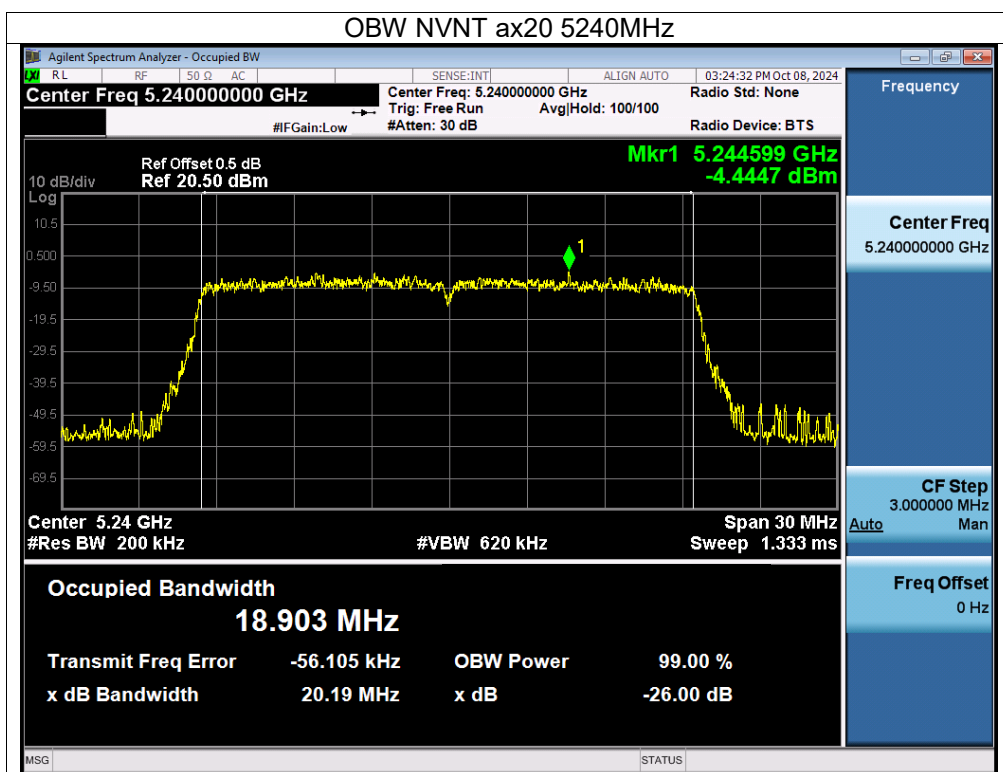 OBW NVNT ax20 5240MHz
Agilent Spectrum Analyzer - Occupied BW
LXI RL RF 50 Ω AC SENSE:INT ALIGN AUTO 03:24:32 PM Oct 08, 2024
Center Freq 5.240000000 GHz
Center Freq: 5.240000000 GHz
Radio Std: None
Trig: Free Run Avg|Hold: 100/100
#IFGain:Low #Atten: 30 dB
Radio Device: BTS
Mkr1 5.244599 GHz
-4.4447 dBm
Ref Offset 0.5 dB
10 dB/div Ref 20.50 dBm
Log
10.5
0.500
-9.50
-19.5
-29.5
-39.5
-49.5
-59.5
-69.5
1
Center 5.24 GHz Span 30 MHz
#Res BW 200 kHz #VBW 620 kHz Sweep 1.333 ms
Occupied Bandwidth
18.903 MHz
Transmit Freq Error -56.105 kHz OBW Power 99.00 %
x dB Bandwidth 20.19 MHz x dB -26.00 dB
Frequency
Center Freq
5.240000000 GHz
CF Step
3.000000 MHz
Auto Man
Freq Offset
0 Hz
MSG STATUS